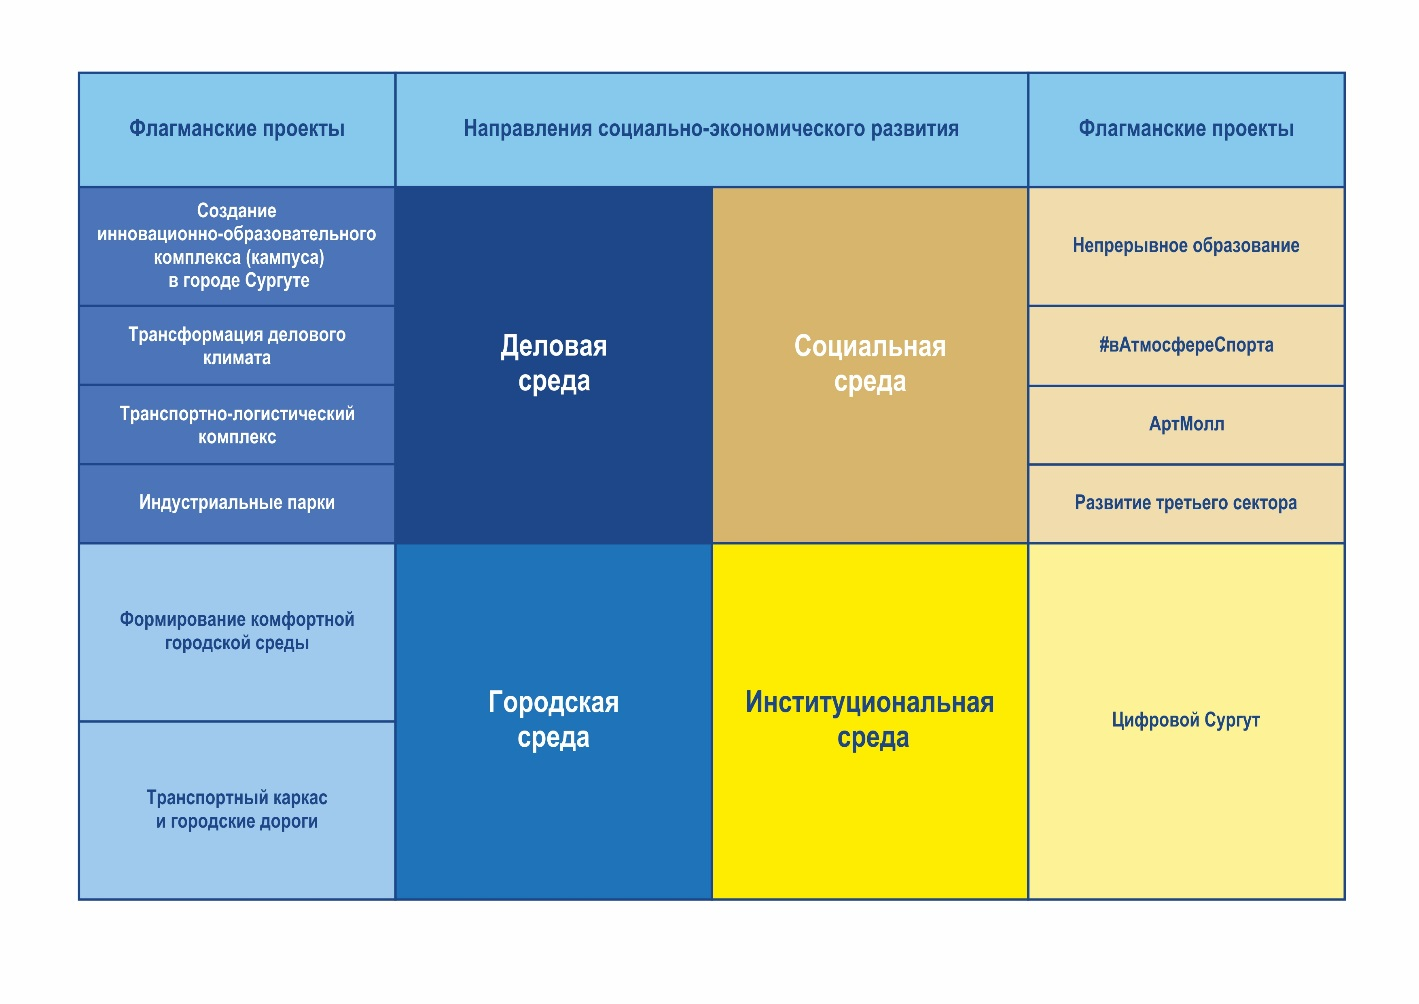 Флагманские проекты
Направления социально-экономического развития
Флагманские проекты
Создание
инновационно-образовательного
комплекса (кампуса)
в городе Сургуте
Трансформация делового
климата
Транспортно-логистический
комплекс
Индустриальные парки
Деловая
среда
Социальная
среда
Непрерывное образование
#вАтмосфереСпорта
АртМолл
Развитие третьего сектора
Формирование комфортной
городской среды
Транспортный каркас
и городские дороги
Городская
среда
Институциональная
среда
Цифровой Сургут